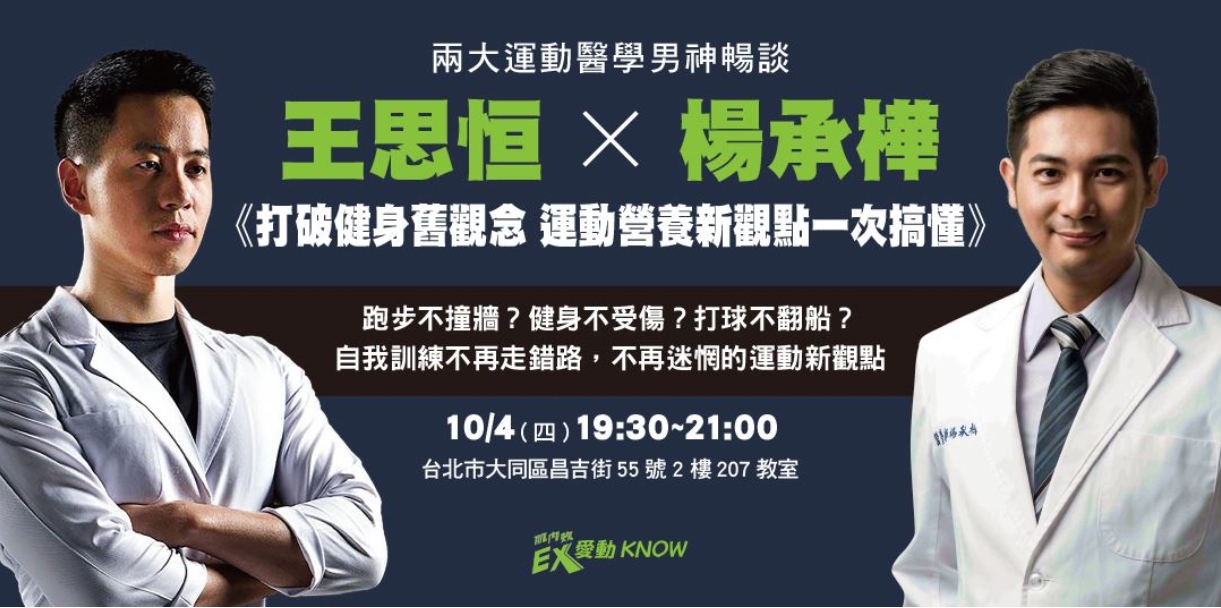 兩大運動醫學男神暢談
王思恒 × 楊承樺
《打破健身舊觀念 運動營養新觀點一次搞懂》
跑步不撞牆？健身不受傷？打球不翻船？
自我訓練不再走錯路，不再迷惘的運動新觀點
10/4（四）19:30~21:00
台北市大同區昌吉街 55 號 2 樓 207 教室
肌內效
EX 愛動 KNOW